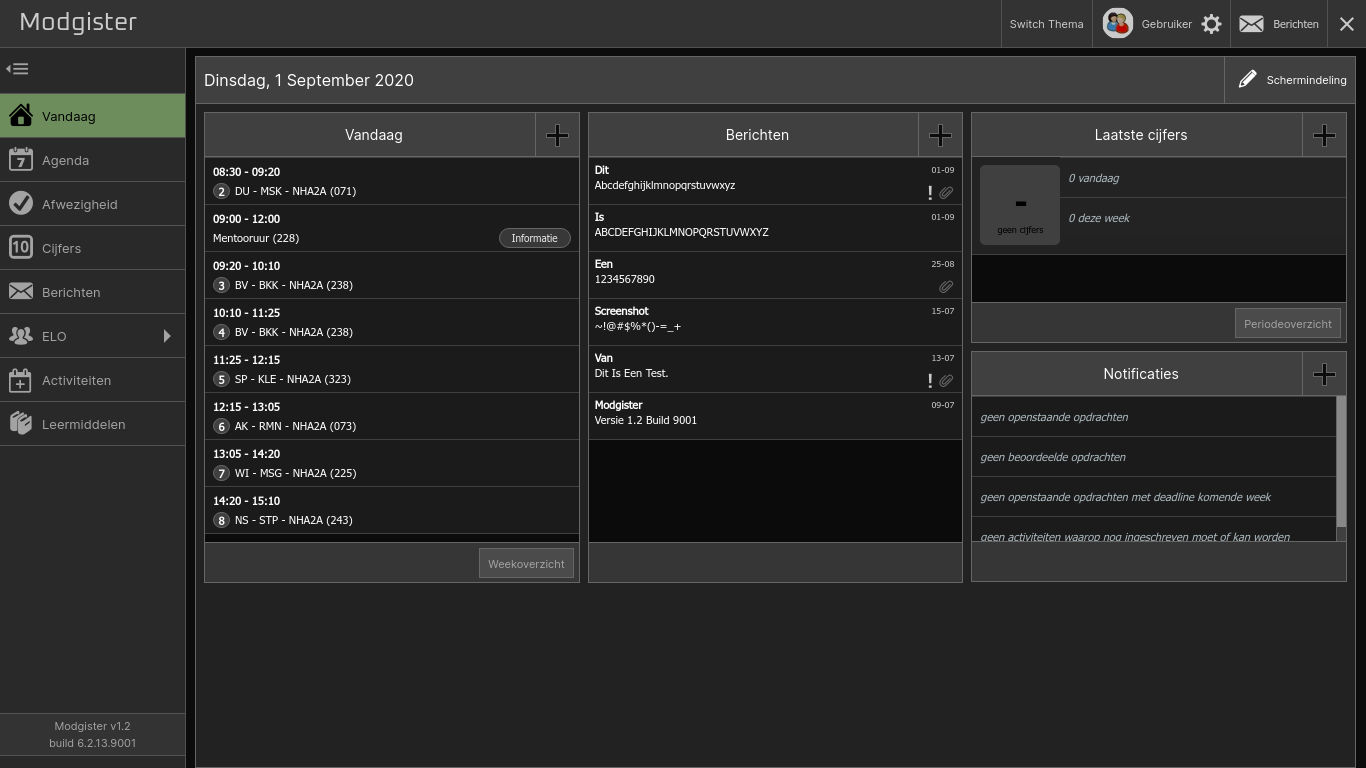 Modgister
Switch Thema
Gebruiker
Berichten
Vandaag
7
Agenda
Afwezigheid
10
Cijfers
Berichten
ELO
Activiteiten
Leermiddelen
Modgister v1.2
build 6.2.13.9001
Dinsdag, 1 September 2020
Schermindeling
Vandaag
08:30 - 09:20
2 DU - MSK - NHA2A (071)
09:00 - 12:00
Mentooruur (228) Informatie
09:20 - 10:10
3 BV - BKK - NHA2A (238)
10:10 - 11:25
4 BV - BKK - NHA2A (238)
11:25 - 12:15
5 SP - KLE - NHA2A (323)
12:15 - 13:05
6 AK - RMN - NHA2A (073)
13:05 - 14:20
7 WI - MSG - NHA2A (225)
14:20 - 15:10
8 NS - STP - NHA2A (243)
Weekoverzicht
Berichten
Dit 01-09
Abcdefghijklmnopqrstuvwxyz !
Is 01-09
ABCDEFGHIJKLMNOPQRSTUVWXYZ
Een 25-08
1234567890
Screenshot 15-07
~!@#$%*()-=_+
Van 13-07
Dit Is Een Test. !
Modgister 09-07
Versie 1.2 Build 9001
Laatste cijfers
-
geen cijfers
0 vandaag
0 deze week
Periodeoverzicht
Notificaties
geen openstaande opdrachten
geen beoordeelde opdrachten
geen openstaande opdrachten met deadline komende week
geen activiteiten waarop nog ingeschreven moet of kan worden